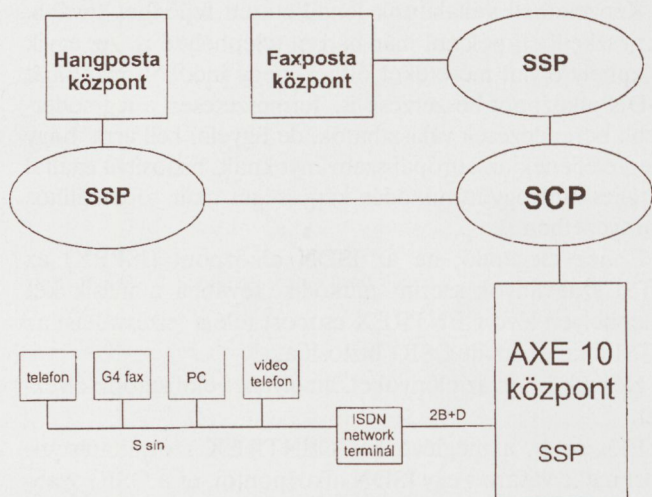 Hangposta
központ
Faxposta
központ
SSP
SSP
SCP
AXE 10
központ
SSP
telefon
G4 fax
PC
video
telefon
S sín
ISDN
network
terminál
2B+D